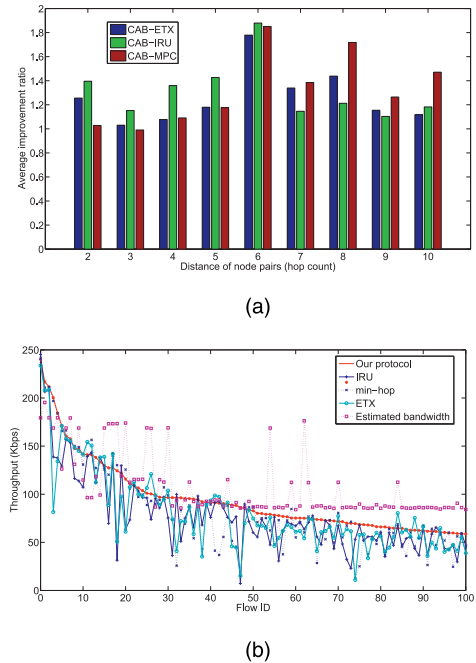 2
1.8
1.6
1.4
1.2
1
0.8
0.6
0.4
0.2
0
Average improvement ratio
CAB−ETX
CAB−IRU
CAB−MPC
2 3 4 5 6 7 8 9 10
Distance of node pairs (hop count)
(a)
250
200
150
100
50
0
Throughput (Kbps)
Our protocol
IRU
min−hop
ETX
Estimated bandwidth
0 10 20 30 40 50 60 70 80 90 100
Flow ID
(b)